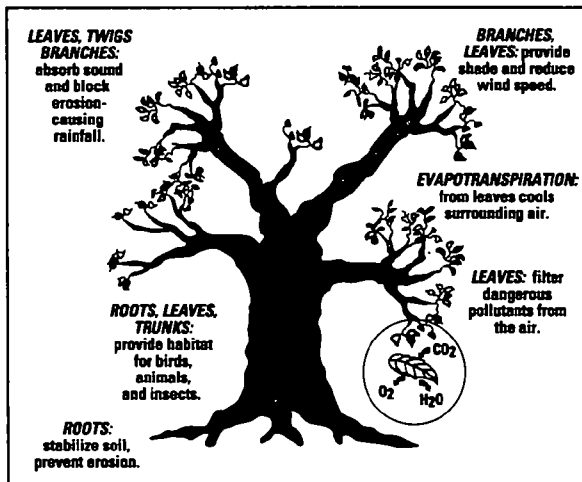 LEAVES, TWIGS
BRANCHES:
absorb sound
and block
erosion-
causing
rainfall.
BRANCHES,
LEAVES: provide
shade and reduce
wind speed.
EVAPOTRANSPIRATION:
from leaves cools
surrounding air.
LEAVES: filter
dangerous
pollutants from
the air.
ROOTS, LEAVES,
TRUNKS:
provide habitat
for birds,
animals,
and insects.
CO2
O2
H2O
ROOTS:
stabilize soil,
prevent erosion.